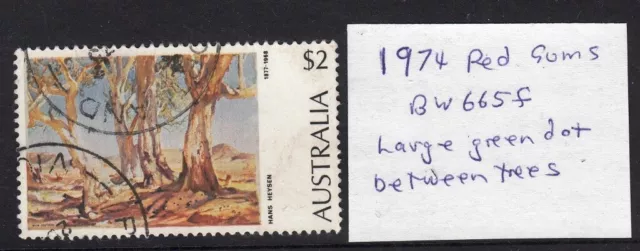 $2
1877-1968
HANS HEYSEN
AUSTRALIA
1974 Red Gums
BW 665f
Large green dot
between trees